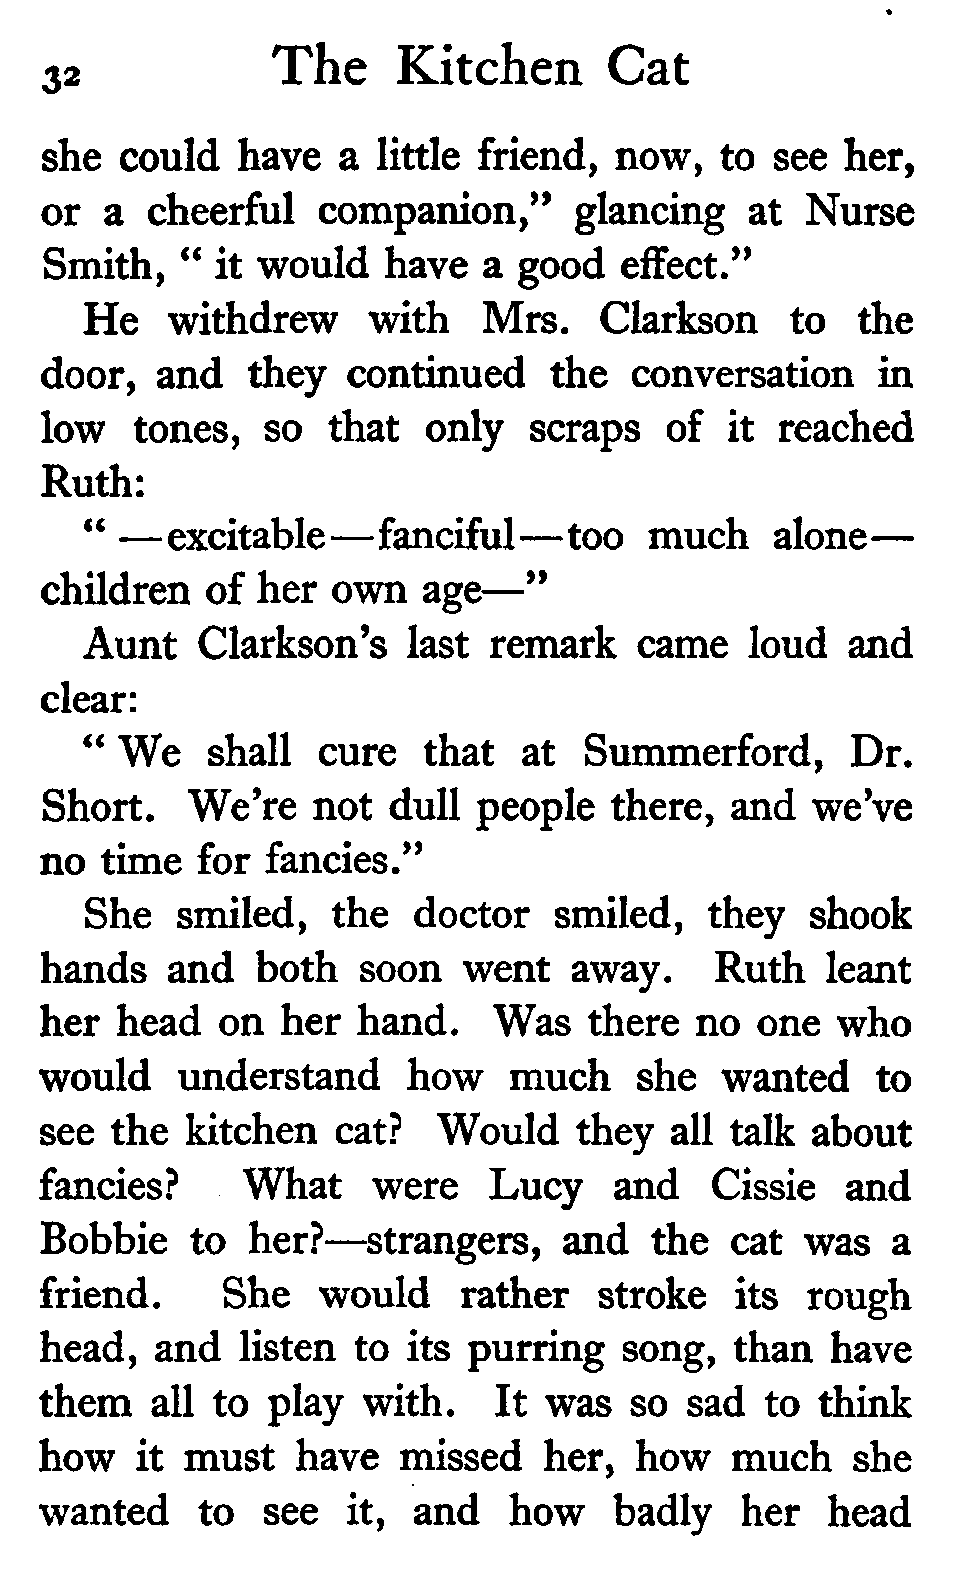 32 The Kitchen Cat
she could have a little friend, now, to see her,
or a cheerful companion,” glancing at Nurse
Smith, “ it would have a good effect.”
He withdrew with Mrs. Clarkson to the
door, and they continued the conversation in
low tones, so that only scraps of it reached
Ruth:
“ —excitable—fanciful—too much alone—
children of her own age—”
Aunt Clarkson’s last remark came loud and
clear:
“ We shall cure that at Summerford, Dr.
Short. We’re not dull people there, and we’ve
no time for fancies.”
She smiled, the doctor smiled, they shook
hands and both soon went away. Ruth leant
her head on her hand. Was there no one who
would understand how much she wanted to
see the kitchen cat? Would they all talk about
fancies? What were Lucy and Cissie and
Bobbie to her?—strangers, and the cat was a
friend. She would rather stroke its rough
head, and listen to its purring song, than have
them all to play with. It was so sad to think
how it must have missed her, how much she
wanted to see it, and how badly her head